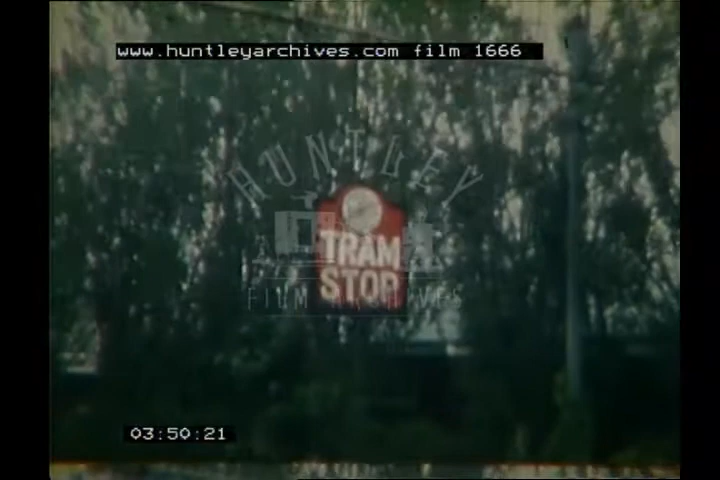 www.huntleyarchives.com film 1666
HUNTLEY
TRAM
STOP
FILM ARCHIVES
03:50:21